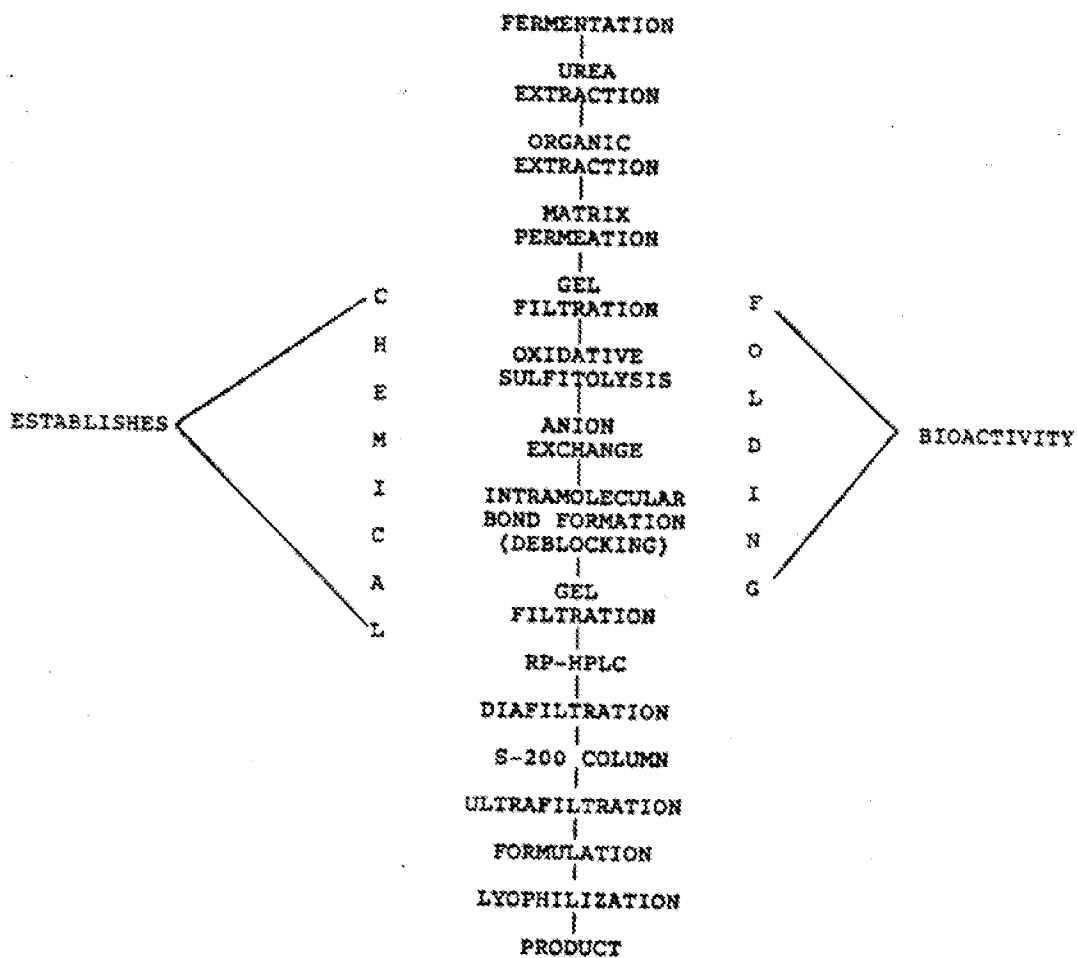 FERMENTATION
UREA
EXTRACTION
ORGANIC
EXTRACTION
MATRIX
PERMEATION
GEL
FILTRATION
OXIDATIVE
SULFITOLYSIS
ANION
EXCHANGE
INTRAMOLECULAR
BOND FORMATION
(DEBLOCKING)
GEL
FILTRATION
RP-HPLC
DIAFILTRATION
S-200 COLUMN
ULTRAFILTRATION
FORMULATION
LYOPHILIZATION
PRODUCT
ESTABLISHES
C
H
E
M
I
C
A
L
F
O
L
D
I
N
G
BIOACTIVITY